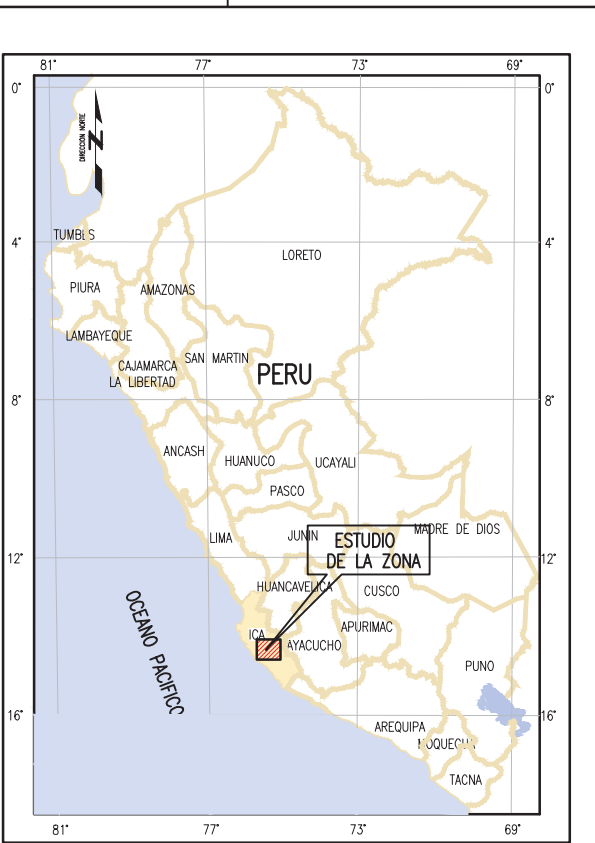 81°
77°
73°
69°
0°
0°
DIRECCIÓN NORTE
N
TUMBES
4°
4°
LORETO
PIURA
AMAZONAS
LAMBAYEQUE
CAJAMARCA
SAN MARTIN
LA LIBERTAD
PERU
8°
8°
ANCASH
HUANUCO
UCAYALI
PASCO
LIMA
JUNIN
MADRE DE DIOS
ESTUDIO
DE LA ZONA
12°
12°
HUANCAVELICA
CUSCO
OCEANO PACIFICO
ICA
APURIMAC
AYACUCHO
PUNO
16°
16°
AREQUIPA
MOQUEGUA
TACNA
81°
77°
73°
69°